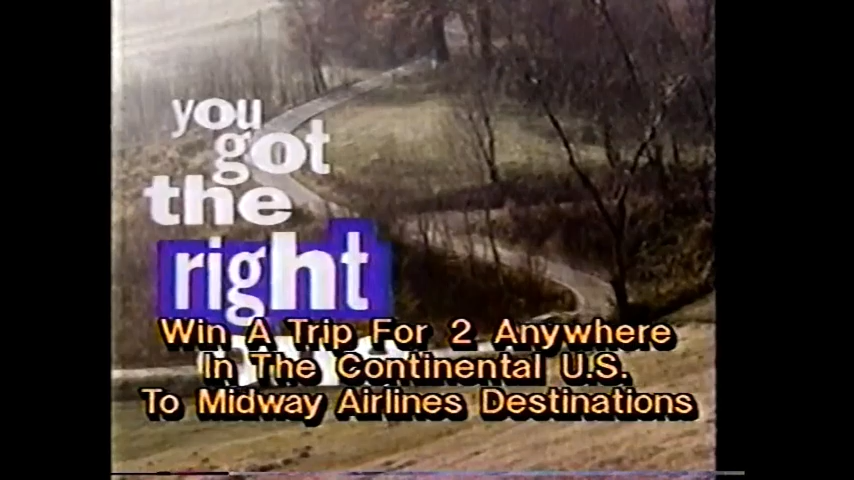 you
got
the
right
Win A Trip For 2 Anywhere
In The Continental U.S.
To Midway Airlines Destinations